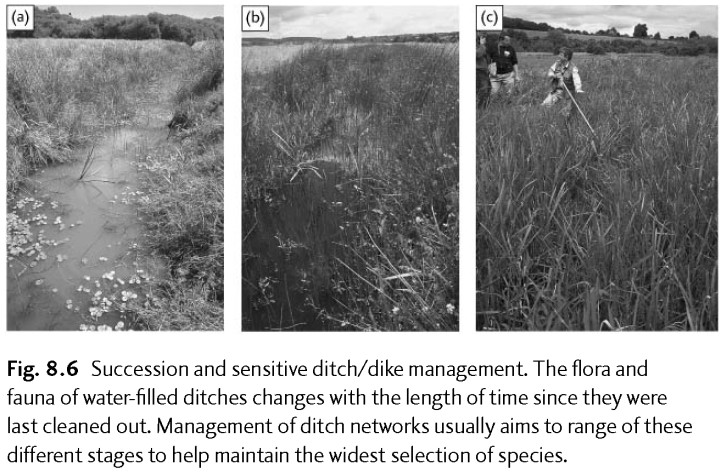 (a)
(b)
(c)
Fig. 8.6 Succession and sensitive ditch/dike management. The flora and
fauna of water-filled ditches changes with the length of time since they were
last cleaned out. Management of ditch networks usually aims to range of these
different stages to help maintain the widest selection of species.